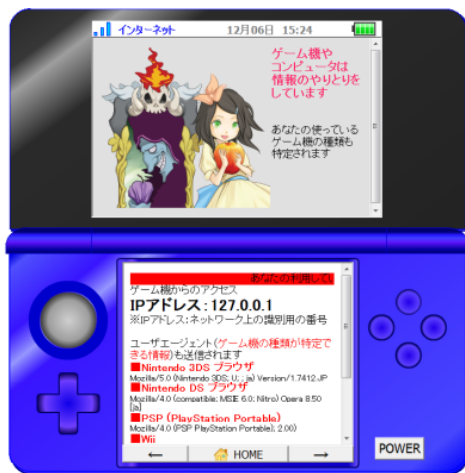 インターネット 12月06日 15:24
ゲーム機や
コンピュータは
情報のやりとりを
しています
あなたの使っている
ゲーム機の種類も
特定されます
あなたの利用してい
ゲーム機からのアクセス
IPアドレス：127.0.0.1
※IPアドレス：ネットワーク上の識別用の番号
ユーザエージェント(ゲーム機の種類が特定で
きる情報)も送信されます
■Nintendo 3DS ブラウザ
Mozilla/5.0 (Nintendo 3DS; U; ; ja) Version/1.7412.JP
■Nintendo DS ブラウザ
Mozilla/4.0 (compatible; MSIE 6.0; Nitro) Opera 8.50
[ja]
■PSP (PlayStation Portable)
Mozilla/4.0 (PSP PlayStation Portable); 2.00)
■Wii
← HOME →
POWER